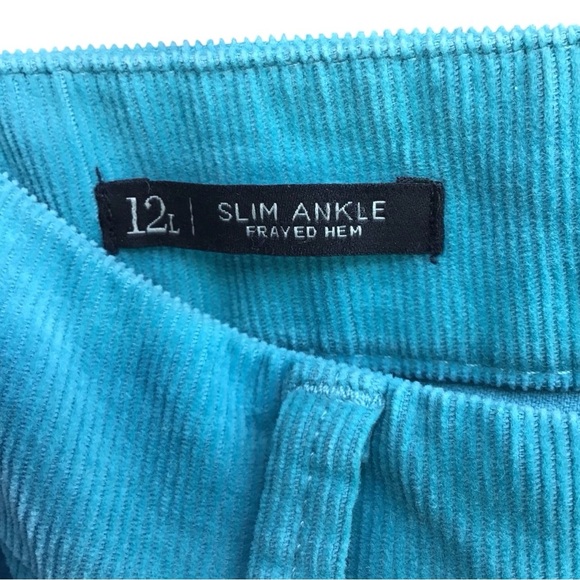 12L | SLIM ANKLE
FRAYED HEM